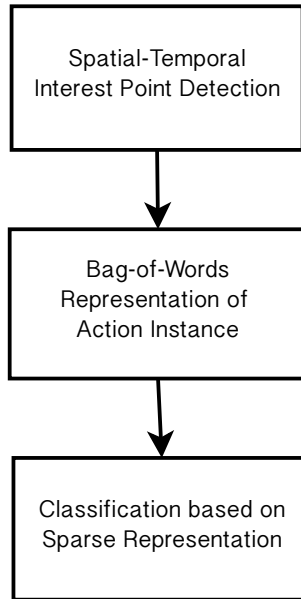 Spatial-Temporal
Interest Point Detection
Bag-of-Words
Representation of
Action Instance
Classification based on
Sparse Representation